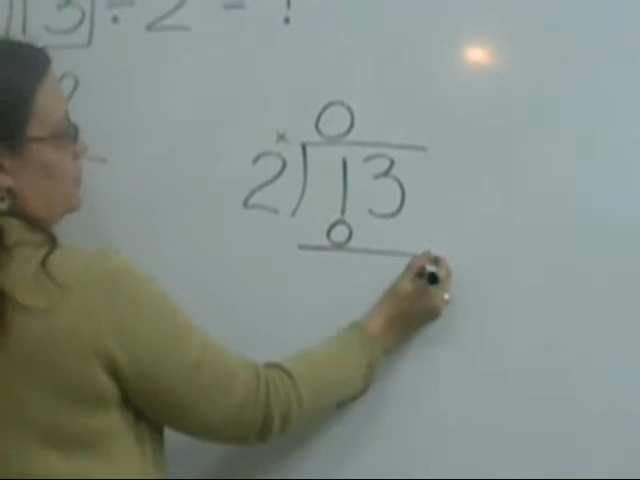 13 ÷ 2 = !
0
2 ) 13
0